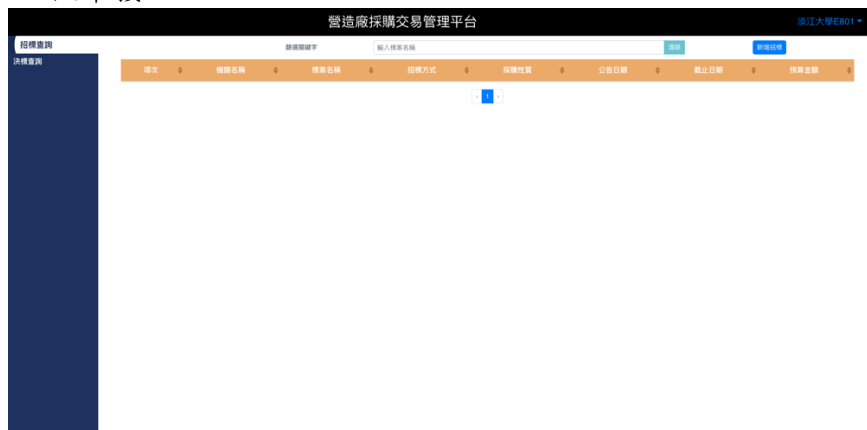 營造廠採購交易管理平台
淡江大學E801
招標查詢
決標查詢
篩選關鍵字
輸入標案名稱
清除
新增招標
項次 機關名稱 標案名稱 招標方式 採購性質 公告日期 截止日期 預算金額
‹ 1 ›